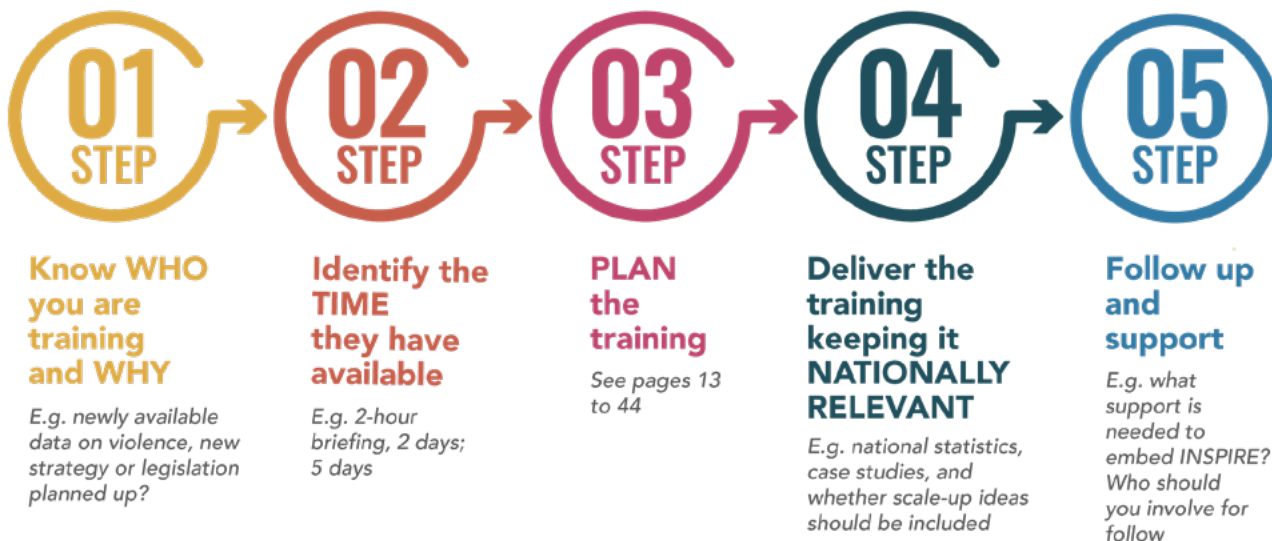 01
STEP
02
STEP
03
STEP
04
STEP
05
STEP
Know WHO
you are
training
and WHY
E.g. newly available
data on violence, new
strategy or legislation
planned up?
Identify the
TIME
they have
available
E.g. 2-hour
briefing, 2 days;
5 days
PLAN
the
training
See pages 13
to 44
Deliver the
training
keeping it
NATIONALLY
RELEVANT
E.g. national statistics,
case studies, and
whether scale-up ideas
should be included
Follow up
and
support
E.g. what
support is
needed to
embed INSPIRE?
Who should
you involve for
follow